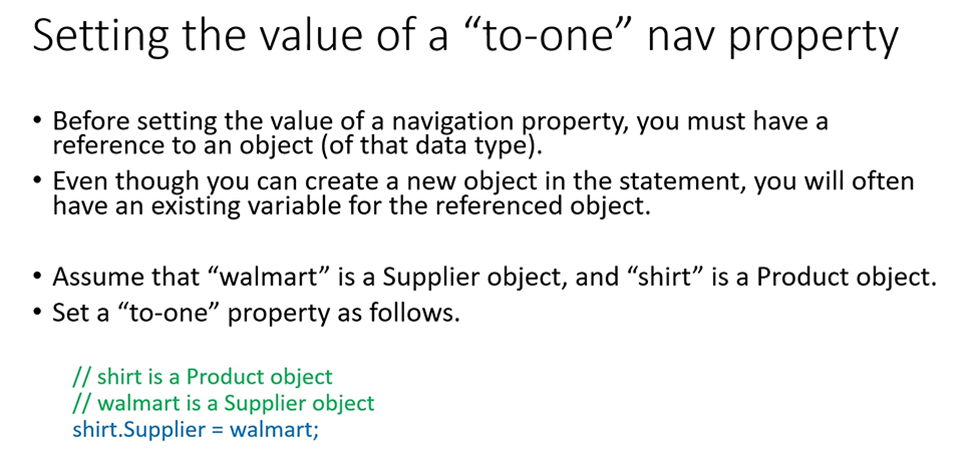 Setting the value of a “to-one” nav property
• Before setting the value of a navigation property, you must have a
reference to an object (of that data type).
• Even though you can create a new object in the statement, you will often
have an existing variable for the referenced object.
• Assume that “walmart” is a Supplier object, and “shirt” is a Product object.
• Set a “to-one” property as follows.
// shirt is a Product object
// walmart is a Supplier object
shirt.Supplier = walmart;